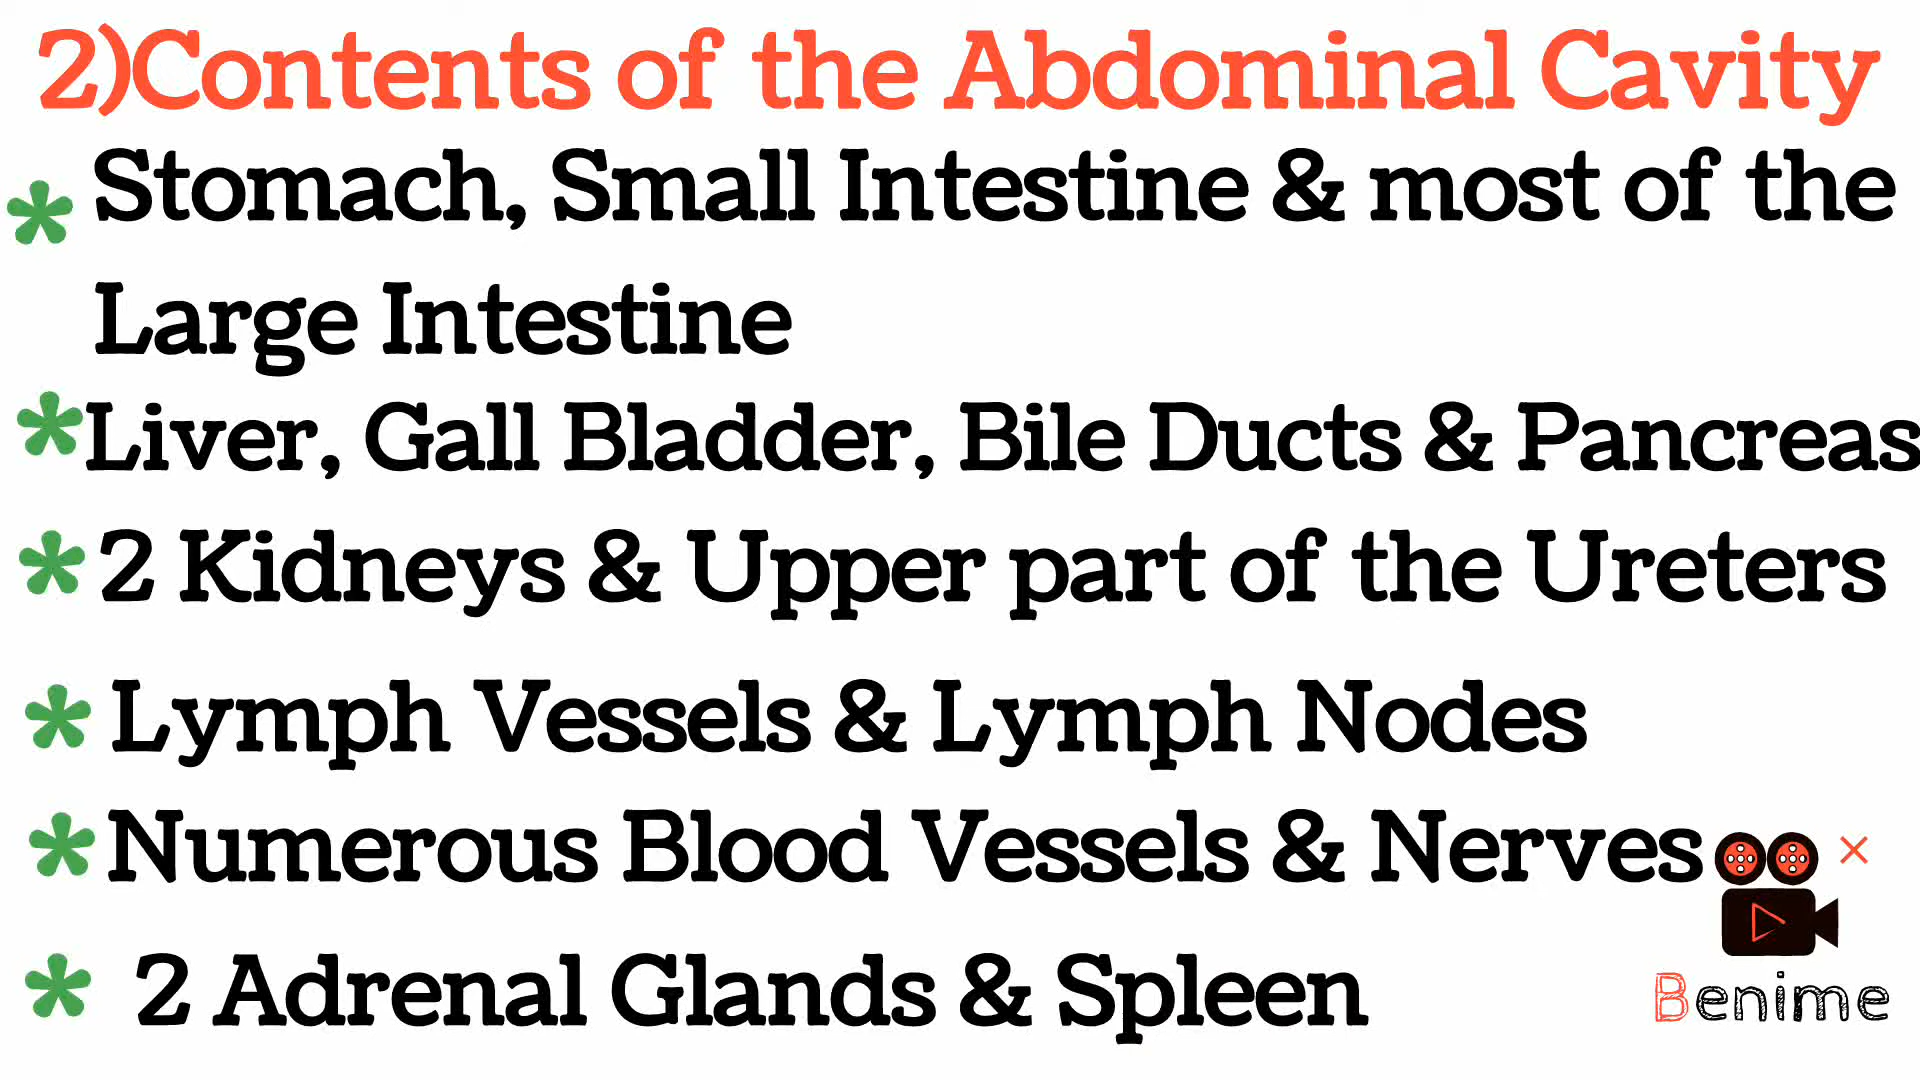 2)Contents of the Abdominal Cavity
* Stomach, Small Intestine & most of the
Large Intestine
*Liver, Gall Bladder, Bile Ducts & Pancreas
*2 Kidneys & Upper part of the Ureters
* Lymph Vessels & Lymph Nodes
*Numerous Blood Vessels & Nerves
* 2 Adrenal Glands & Spleen
Benime